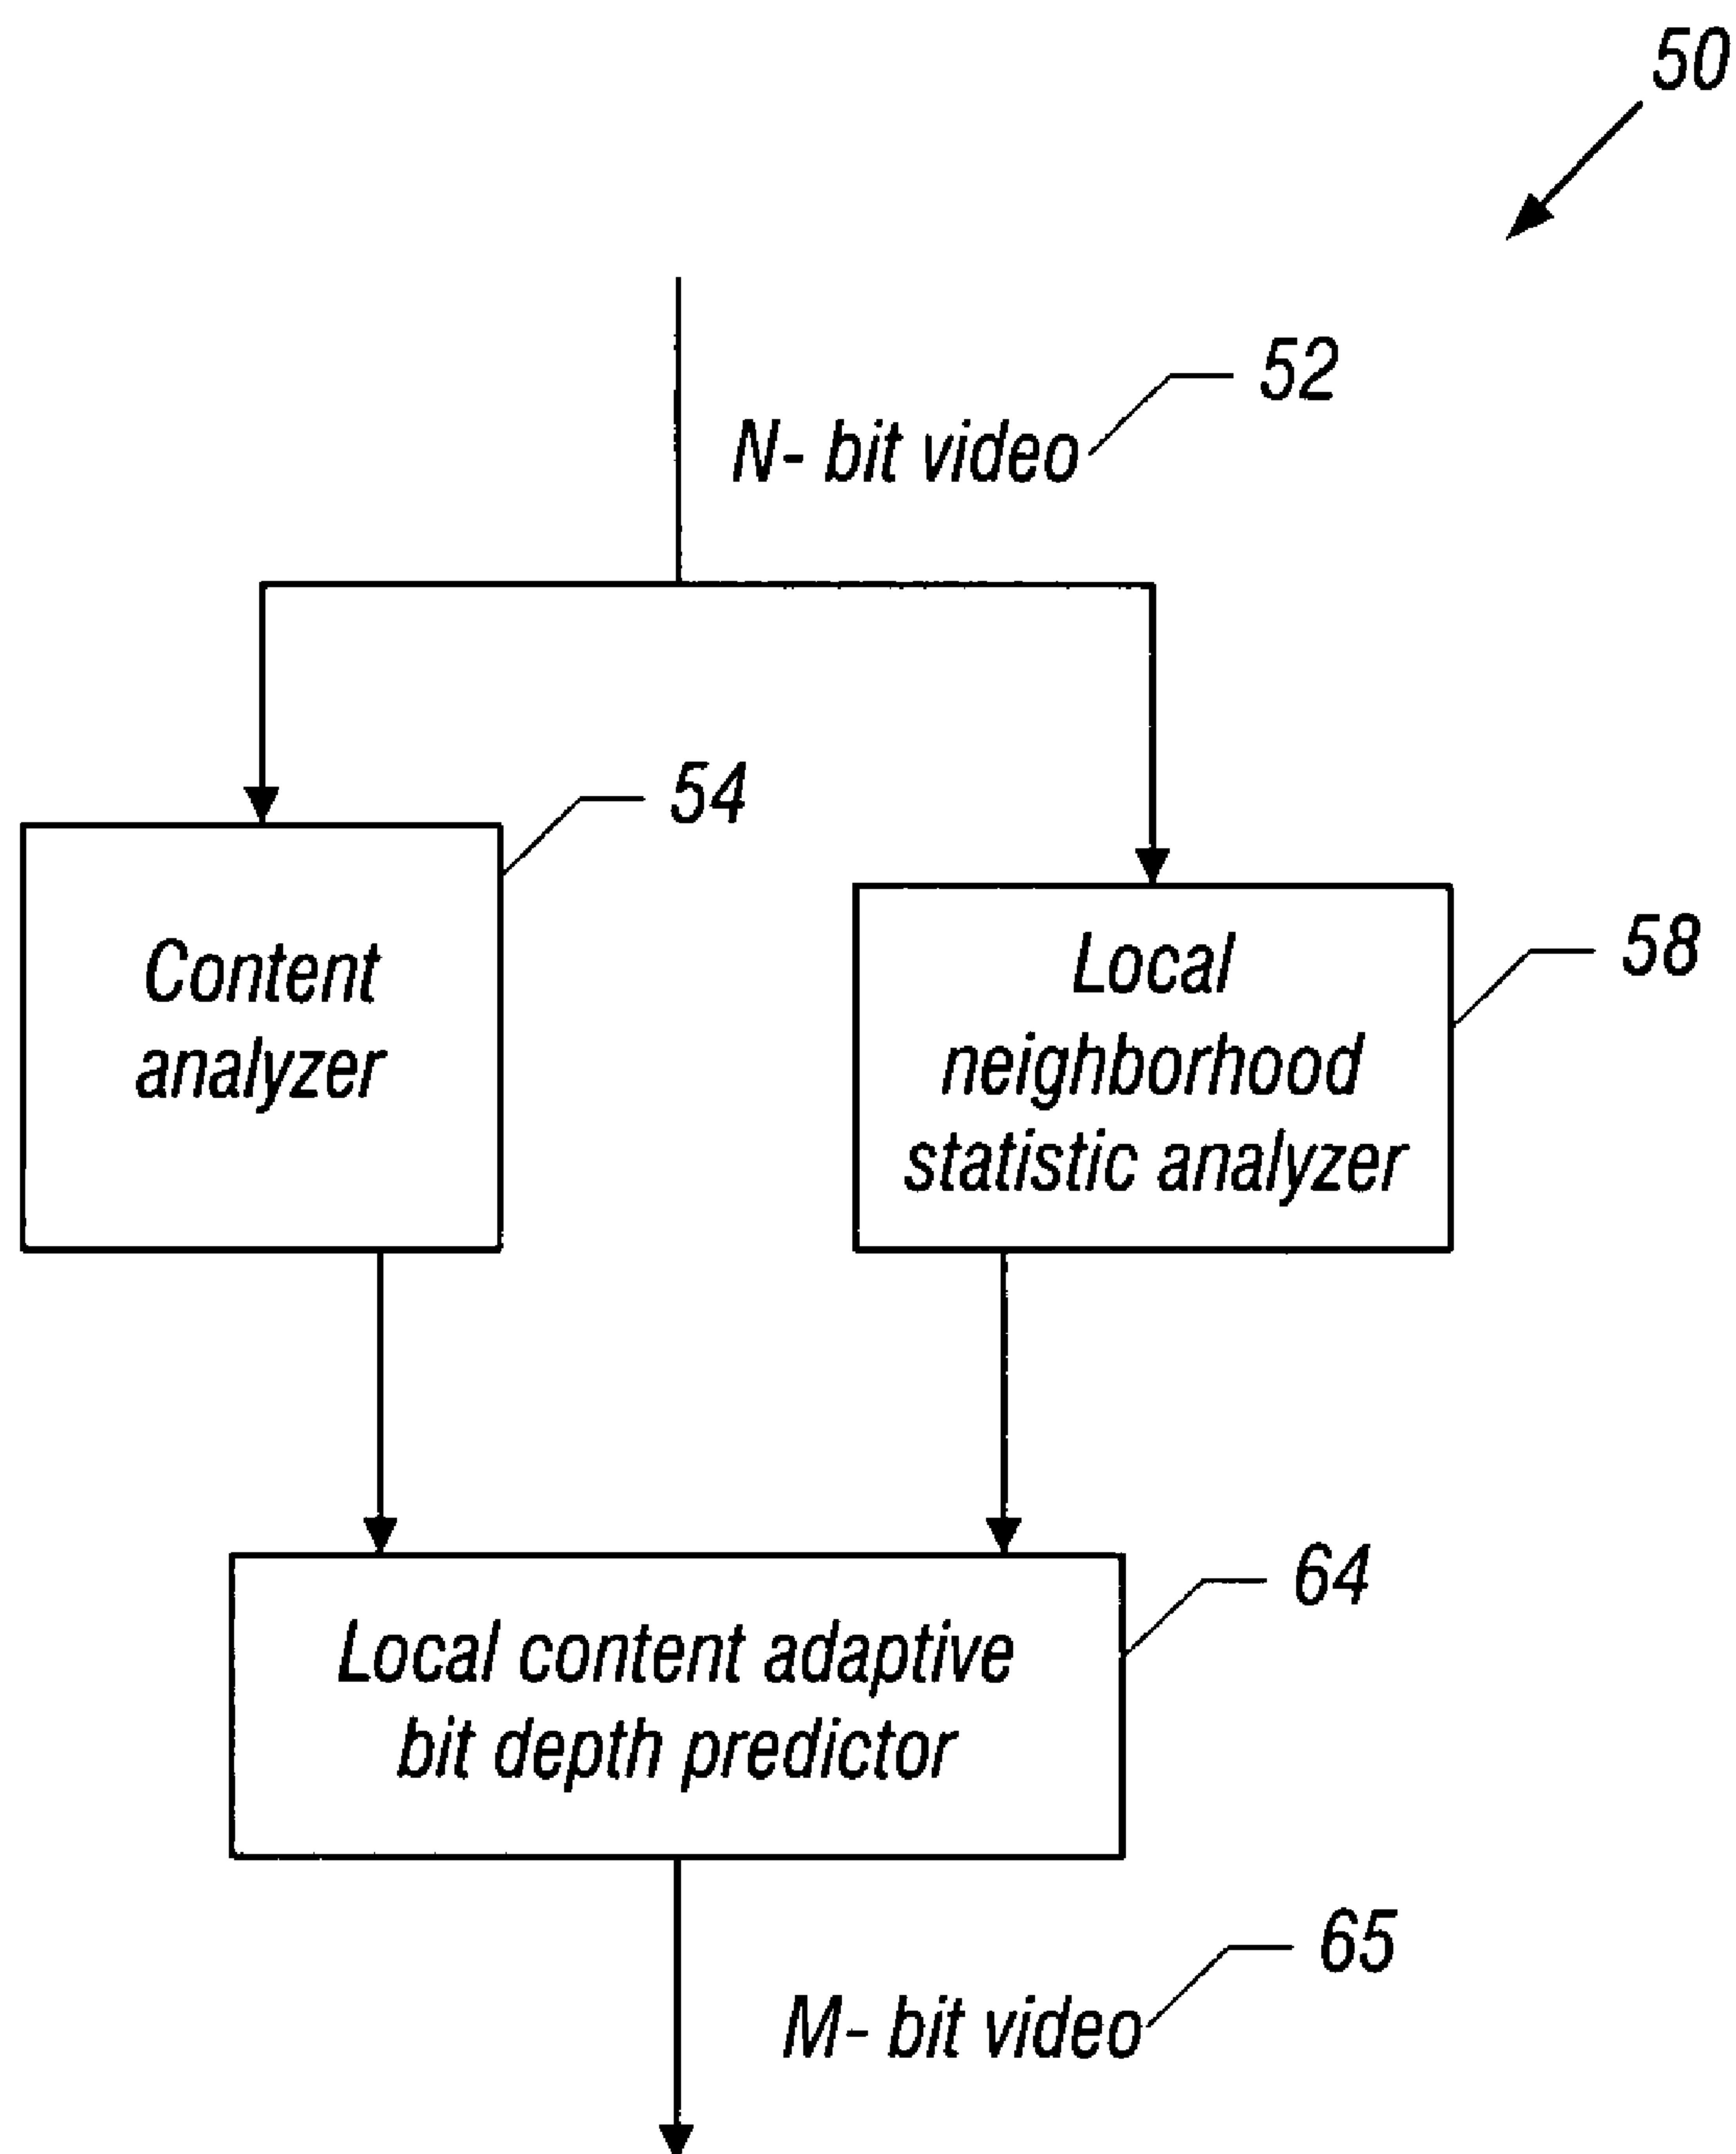 50
52
N- bit video
54
Content
analyzer
58
Local
neighborhood
statistic analyzer
64
Local content adaptive
bit depth predictor
65
M- bit video